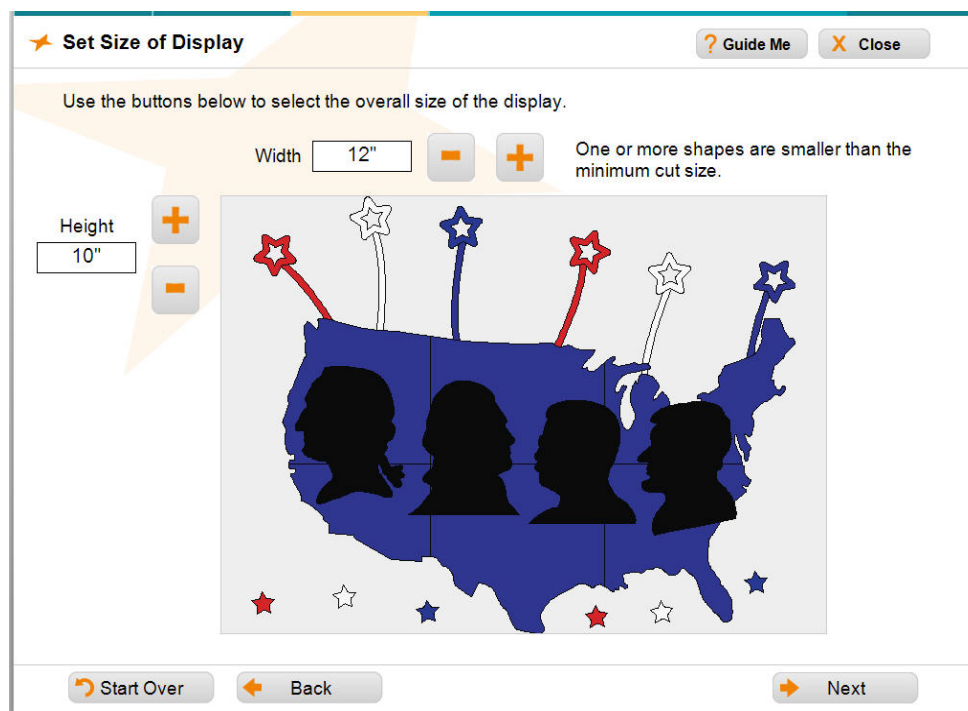 Set Size of Display
? Guide Me
X Close
Use the buttons below to select the overall size of the display.
Width 12"
One or more shapes are smaller than the
minimum cut size.
Height
10"
Start Over
Back
Next